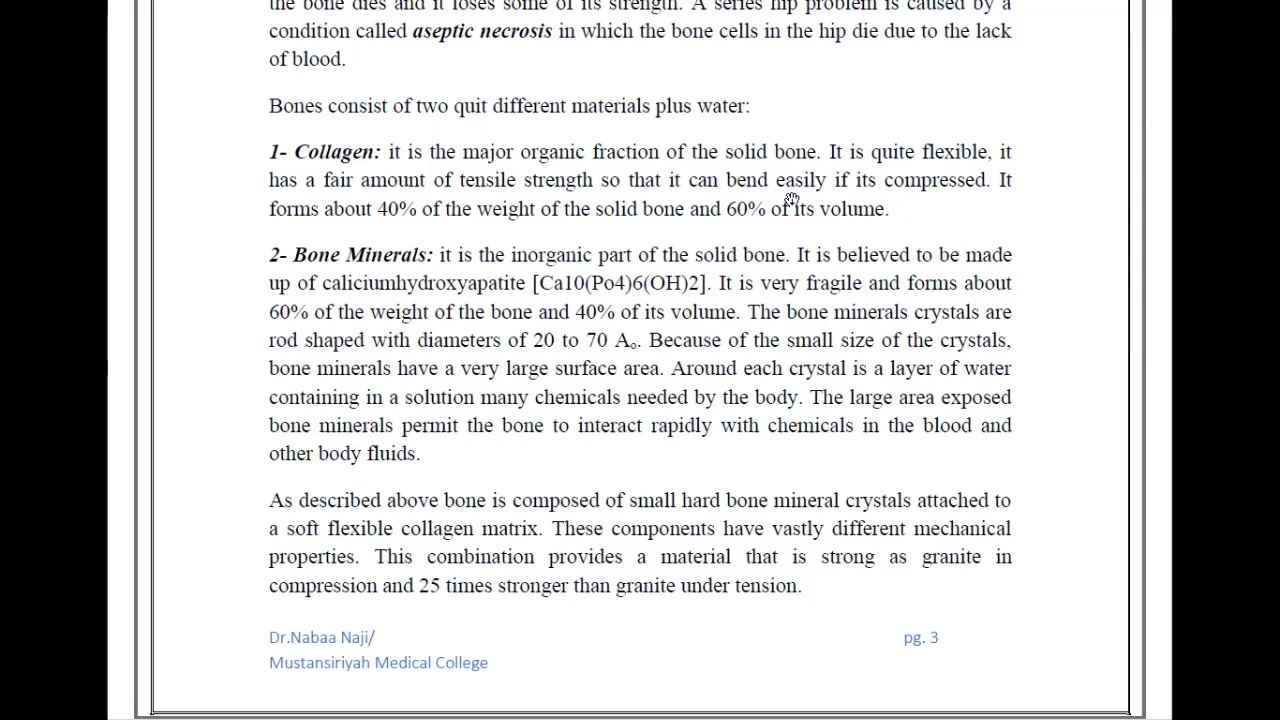 the bone dies and it loses some of its strength. A series hip problem is caused by a
condition called aseptic necrosis in which the bone cells in the hip die due to the lack
of blood.
Bones consist of two quit different materials plus water:
1- Collagen: it is the major organic fraction of the solid bone. It is quite flexible, it
has a fair amount of tensile strength so that it can bend easily if its compressed. It
forms about 40% of the weight of the solid bone and 60% of its volume.
2- Bone Minerals: it is the inorganic part of the solid bone. It is believed to be made
up of caliciumhydroxyapatite [Ca10(Po4)6(OH)2]. It is very fragile and forms about
60% of the weight of the bone and 40% of its volume. The bone minerals crystals are
rod shaped with diameters of 20 to 70 Aₒ. Because of the small size of the crystals,
bone minerals have a very large surface area. Around each crystal is a layer of water
containing in a solution many chemicals needed by the body. The large area exposed
bone minerals permit the bone to interact rapidly with chemicals in the blood and
other body fluids.
As described above bone is composed of small hard bone mineral crystals attached to
a soft flexible collagen matrix. These components have vastly different mechanical
properties. This combination provides a material that is strong as granite in
compression and 25 times stronger than granite under tension.
Dr.Nabaa Naji/ pg. 3
Mustansiriyah Medical College